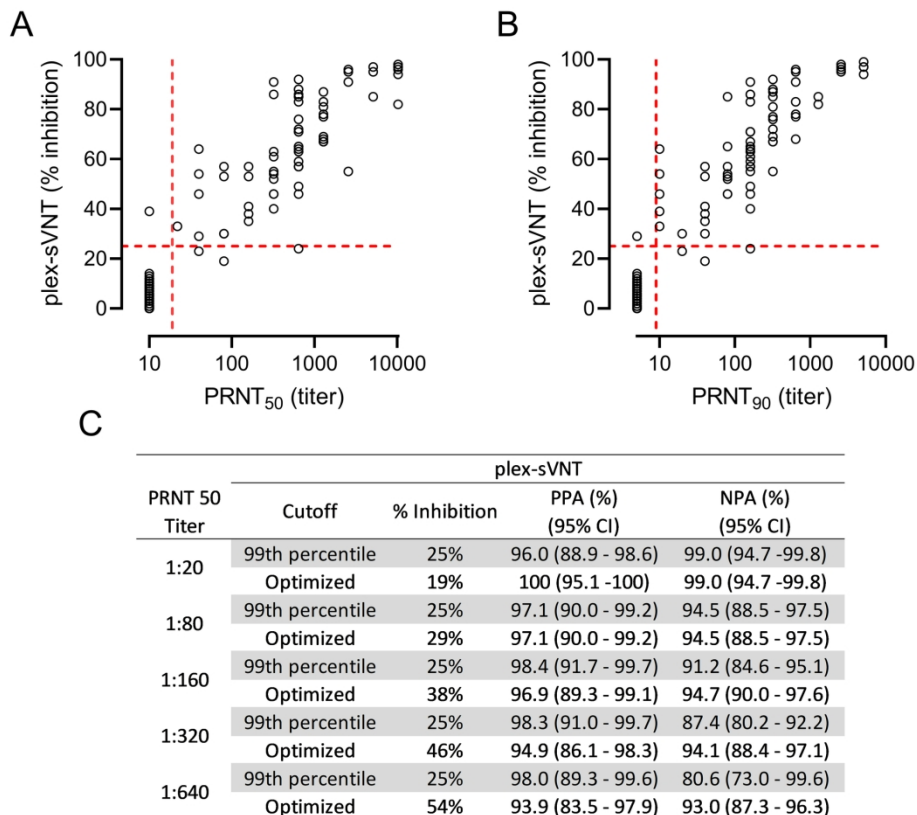 A
B
100
80
60
40
20
0
plex-sVNT (% inhibition)
10
100
1000
10000
PRNT50 (titer)
100
80
60
40
20
0
plex-sVNT (% inhibition)
10
100
1000
10000
PRNT90 (titer)
C
plex-sVNT
PRNT 50 Titer Cutoff % Inhibition PPA (%) (95% CI) NPA (%) (95% CI)
1:20 99th percentile 25% 96.0 (88.9 - 98.6) 99.0 (94.7 -99.8)
Optimized 19% 100 (95.1 -100) 99.0 (94.7 -99.8)
1:80 99th percentile 25% 97.1 (90.0 - 99.2) 94.5 (88.5 - 97.5)
Optimized 29% 97.1 (90.0 - 99.2) 94.5 (88.5 - 97.5)
1:160 99th percentile 25% 98.4 (91.7 - 99.7) 91.2 (84.6 - 95.1)
Optimized 38% 96.9 (89.3 - 99.1) 94.7 (90.0 - 97.6)
1:320 99th percentile 25% 98.3 (91.0 - 99.7) 87.4 (80.2 - 92.2)
Optimized 46% 94.9 (86.1 - 98.3) 94.1 (88.4 - 97.1)
1:640 99th percentile 25% 98.0 (89.3 - 99.6) 80.6 (73.0 - 99.6)
Optimized 54% 93.9 (83.5 - 97.9) 93.0 (87.3 - 96.3)